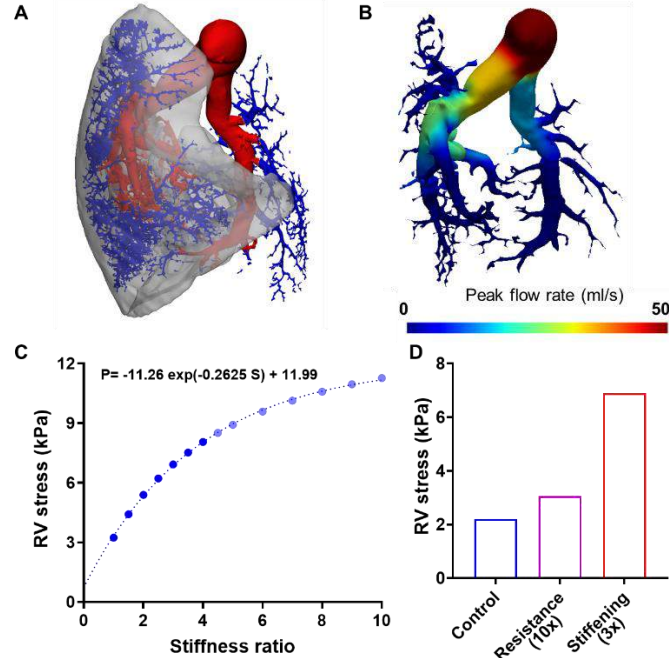 A
B
Peak flow rate (ml/s)
0 50
C
P= -11.26 exp(-0.2625 S) + 11.99
RV stress (kPa)
12
9
6
3
0
0 2 4 6 8 10
Stiffness ratio
D
RV stress (kPa)
8
6
4
2
0
Control
Resistance
(10x)
Stiffening
(3x)